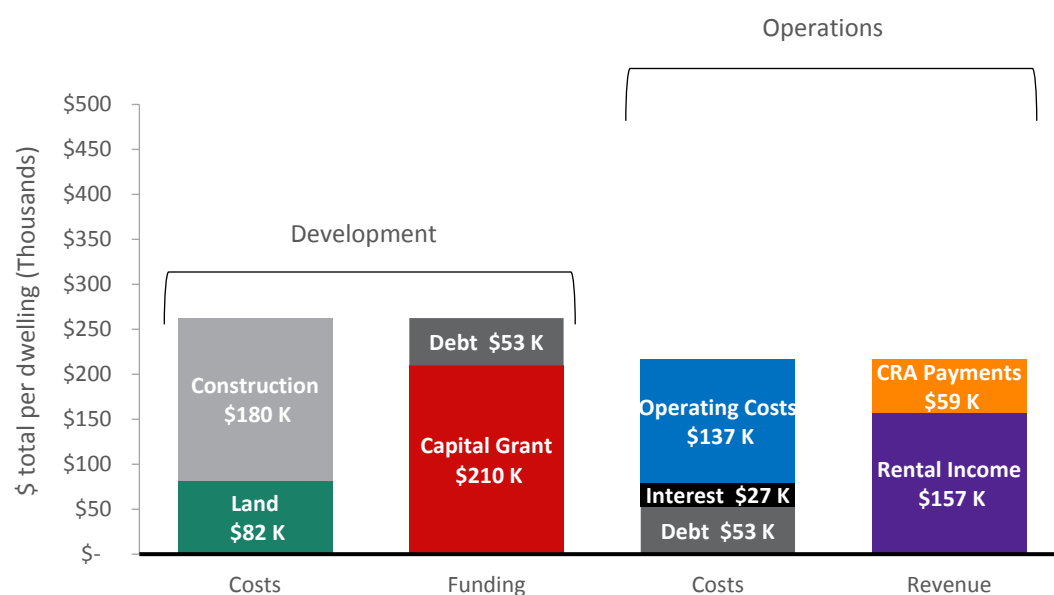 Operations
$ total per dwelling (Thousands)
$500
$450
$400
$350
$300
$250
$200
$150
$100
$50
$-
Development
Construction
$180 K
Land
$82 K
Debt $53 K
Capital Grant
$210 K
Operating Costs
$137 K
Interest $27 K
Debt $53 K
CRA Payments
$59 K
Rental Income
$157 K
Costs
Funding
Costs
Revenue